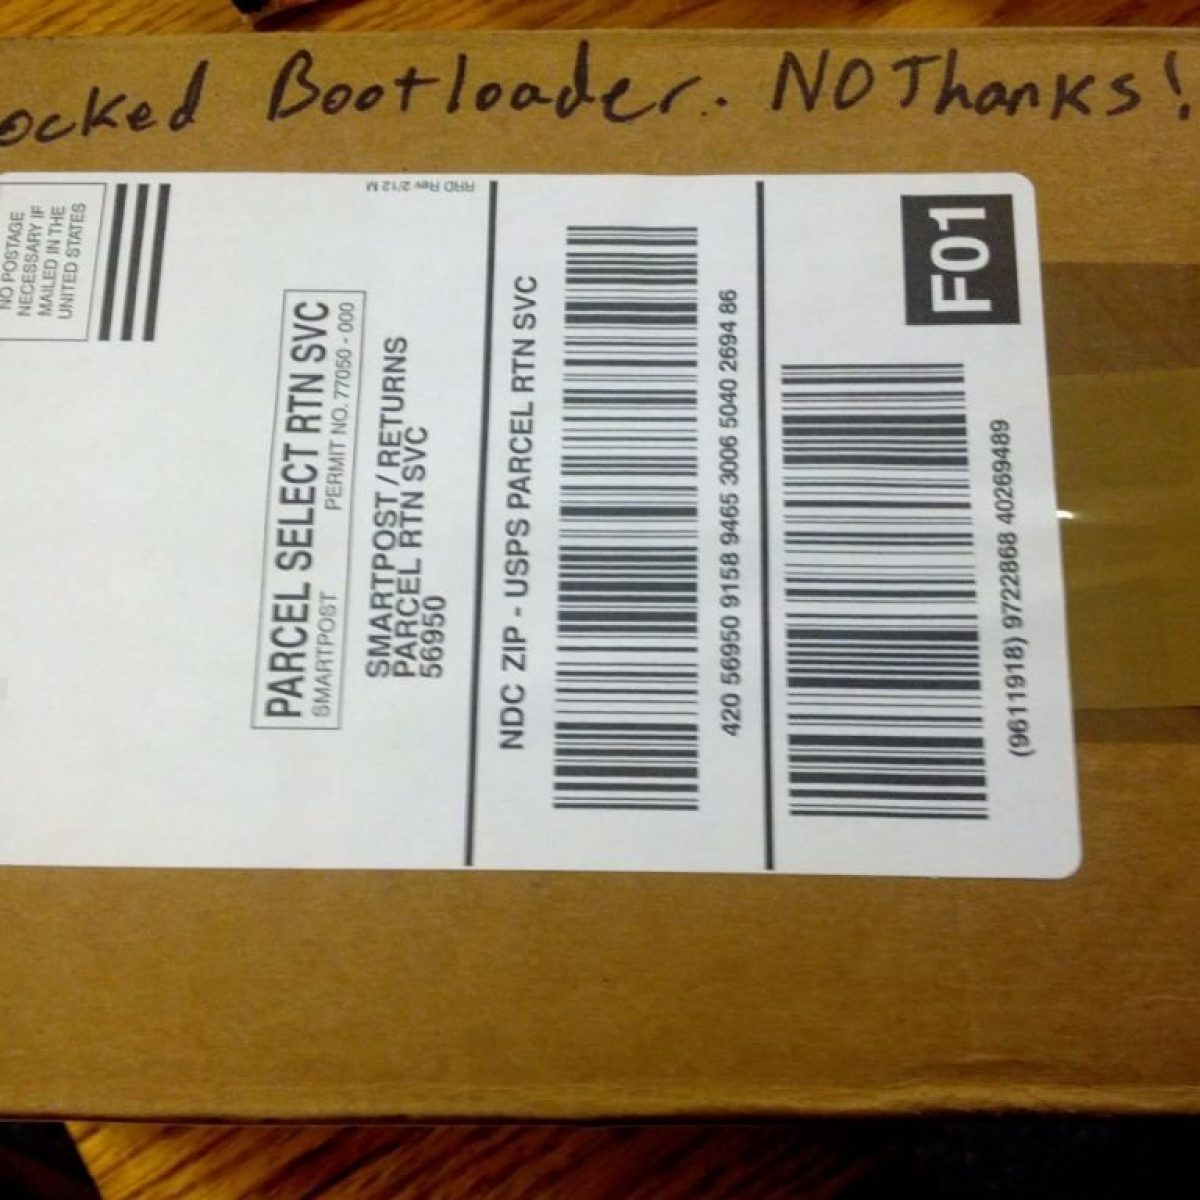 ocked Bootloader. NO Thanks!
NO POSTAGE
NECESSARY IF
MAILED IN THE
UNITED STATES
RRD Rev 2/12 M
PARCEL SELECT RTN SVC
SMARTPOST PERMIT NO. 77050 - 000
SMARTPOST / RETURNS
PARCEL RTN SVC
56950
NDC ZIP - USPS PARCEL RTN SVC
420 56950 9158 9465 3006 5040 2694 86
F01
(9611918) 9722868 40269489